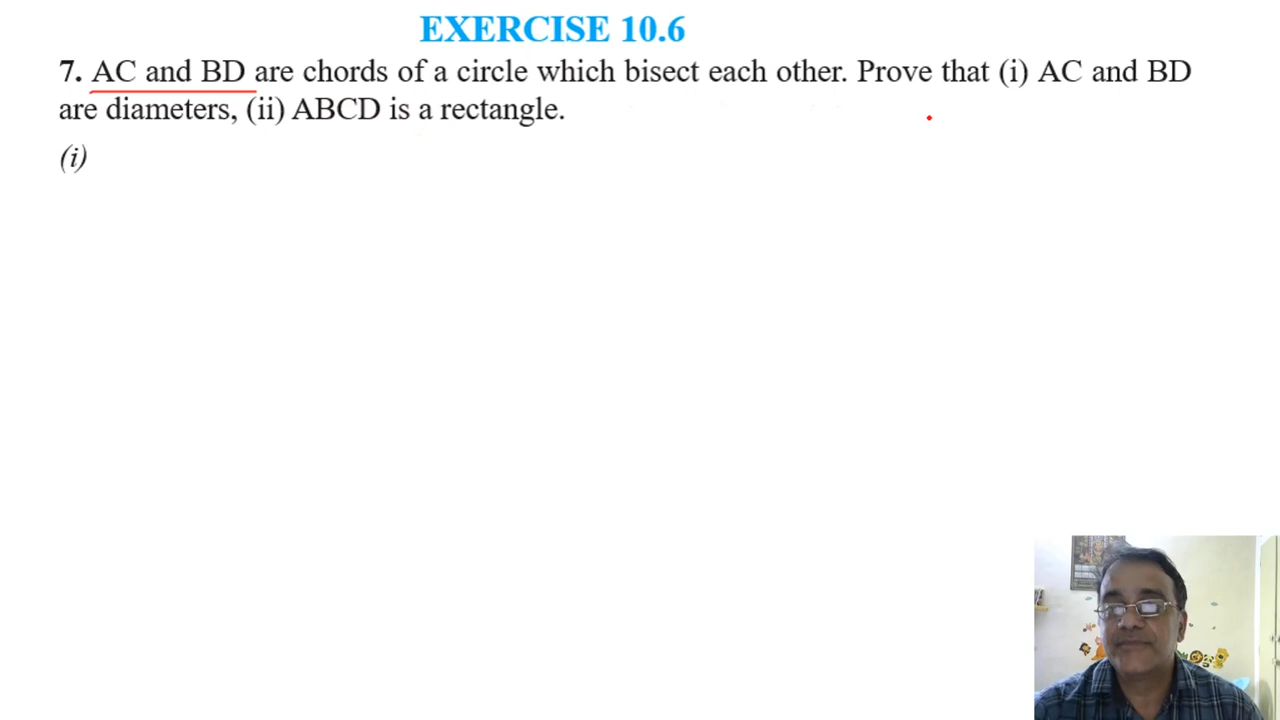 EXERCISE 10.6
7. AC and BD are chords of a circle which bisect each other. Prove that (i) AC and BD
are diameters, (ii) ABCD is a rectangle.
(i)